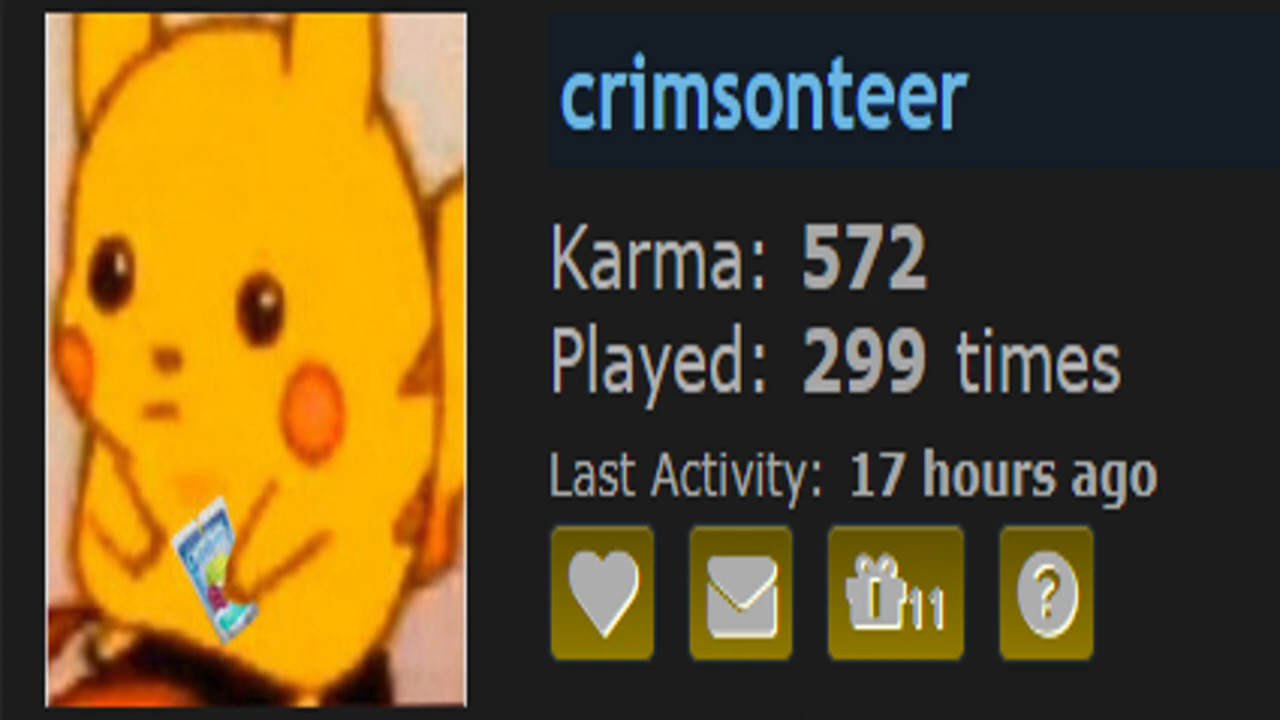 crimsonteer
Karma: 572
Played: 299 times
Last Activity: 17 hours ago
11 ?